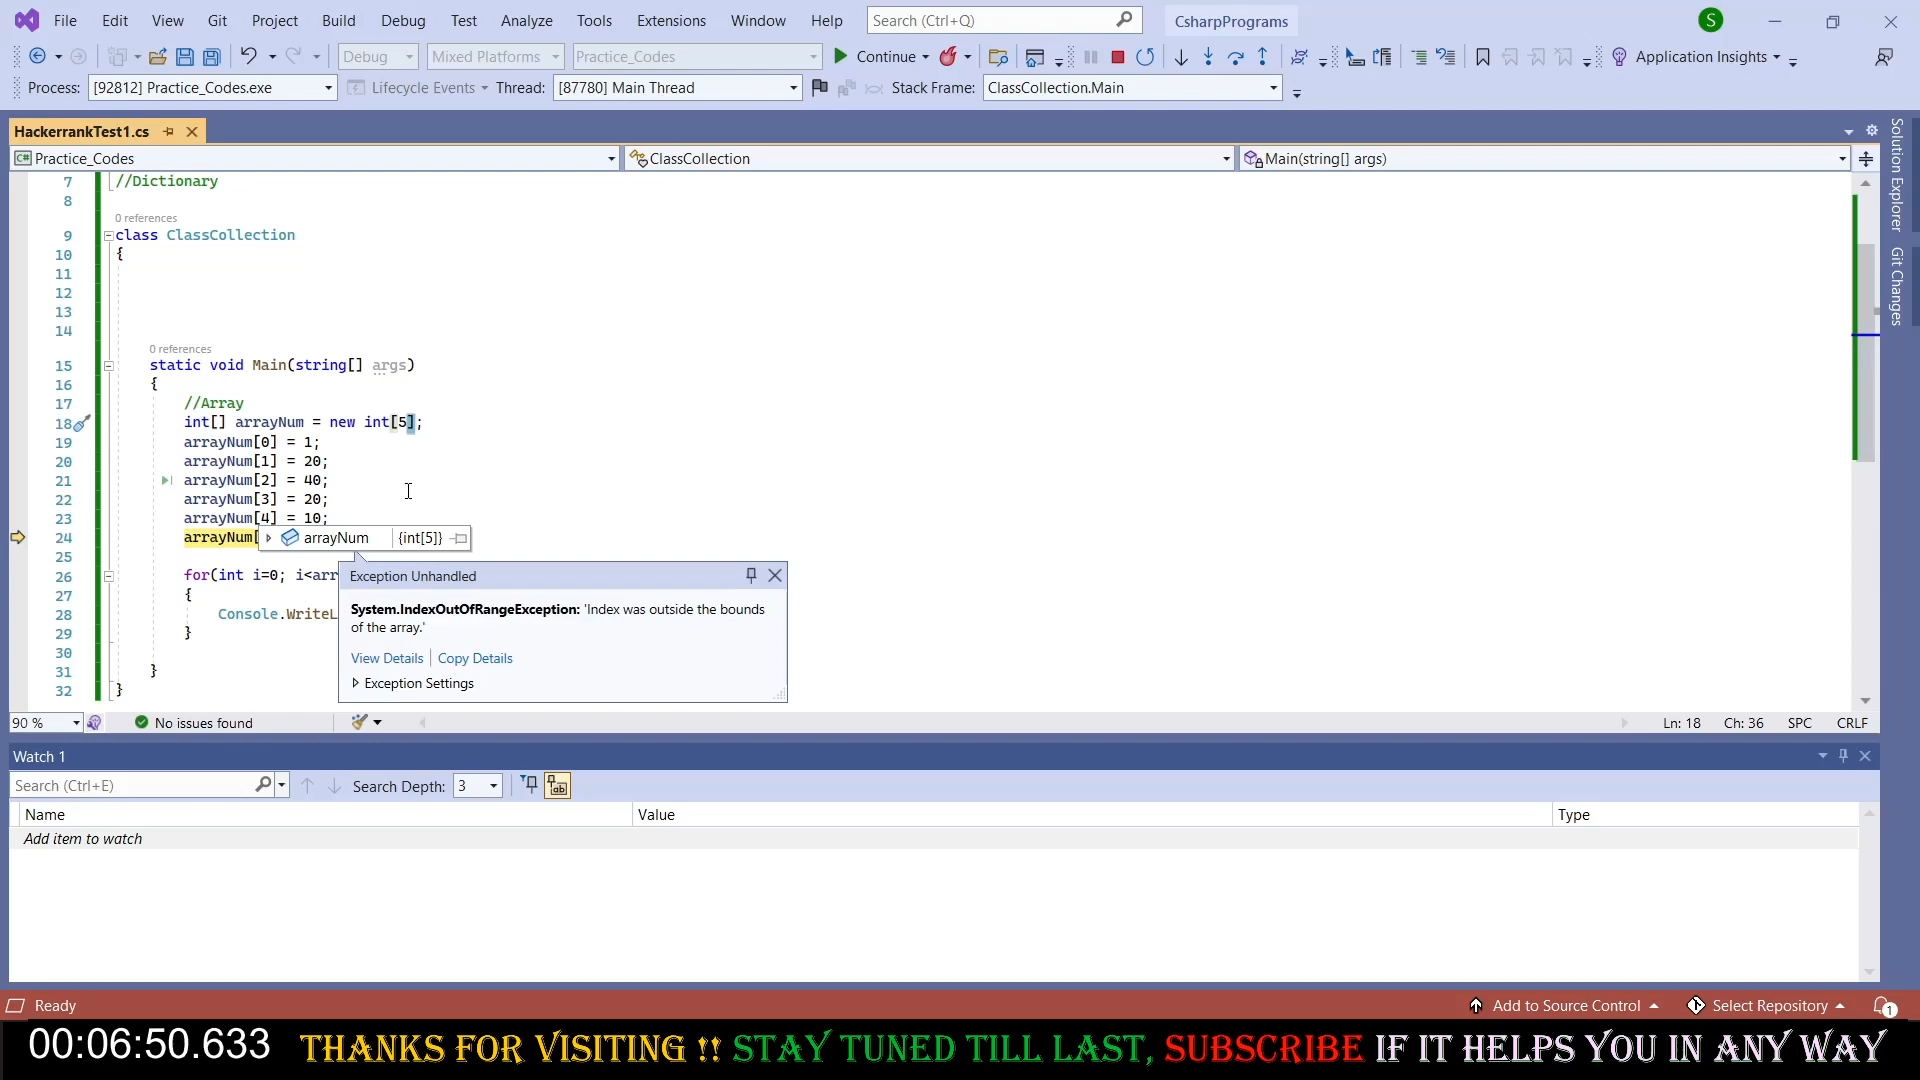 File Edit View Git Project Build Debug Test Analyze Tools Extensions Window Help Search (Ctrl+Q) CsharpPrograms S
Debug Mixed Platforms Practice_Codes Continue Application Insights
Process: [92812] Practice_Codes.exe Lifecycle Events Thread: [87780] Main Thread Stack Frame: ClassCollection.Main
HackerrankTest1.cs
C# Practice_Codes ClassCollection Main(string[] args)
Solution Explorer
Git Changes
7 //Dictionary
8
0 references
9 class ClassCollection
10 {
11
12
13
14
0 references
15 static void Main(string[] args)
16 {
17 //Array
18 int[] arrayNum = new int[5];
19 arrayNum[0] = 1;
20 arrayNum[1] = 20;
21 arrayNum[2] = 40;
22 arrayNum[3] = 20;
23 arrayNum[4] = 10;
24 arrayNum[ arrayNum {int[5]}
25
26 for(int i=0; i<arr
27 {
28 Console.WriteL
29 }
30
31 }
32 }
Exception Unhandled
System.IndexOutOfRangeException: 'Index was outside the bounds
of the array.'
View Details Copy Details
Exception Settings
90 % No issues found Ln: 18 Ch: 36 SPC CRLF
Watch 1
Search (Ctrl+E) Search Depth: 3 ab
Name Value Type
Add item to watch
Ready Add to Source Control Select Repository 1
00:06:50.633 THANKS FOR VISITING !! STAY TUNED TILL LAST, SUBSCRIBE IF IT HELPS YOU IN ANY WAY